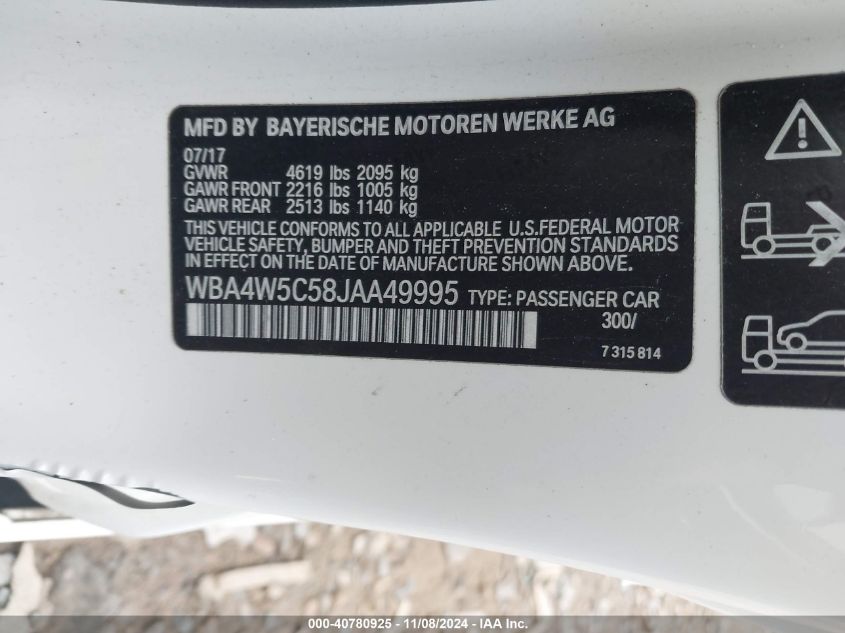 MFD BY BAYERISCHE MOTOREN WERKE AG
07/17
GVWR 4619 lbs 2095 kg
GAWR FRONT 2216 lbs 1005 kg
GAWR REAR 2513 lbs 1140 kg
THIS VEHICLE CONFORMS TO ALL APPLICABLE U.S.FEDERAL MOTOR
VEHICLE SAFETY, BUMPER AND THEFT PREVENTION STANDARDS
IN EFFECT ON THE DATE OF MANUFACTURE SHOWN ABOVE.
WBA4W5C58JAA49995 TYPE: PASSENGER CAR
300/
7 315 814
000-40780925 - 11/08/2024 - IAA Inc.